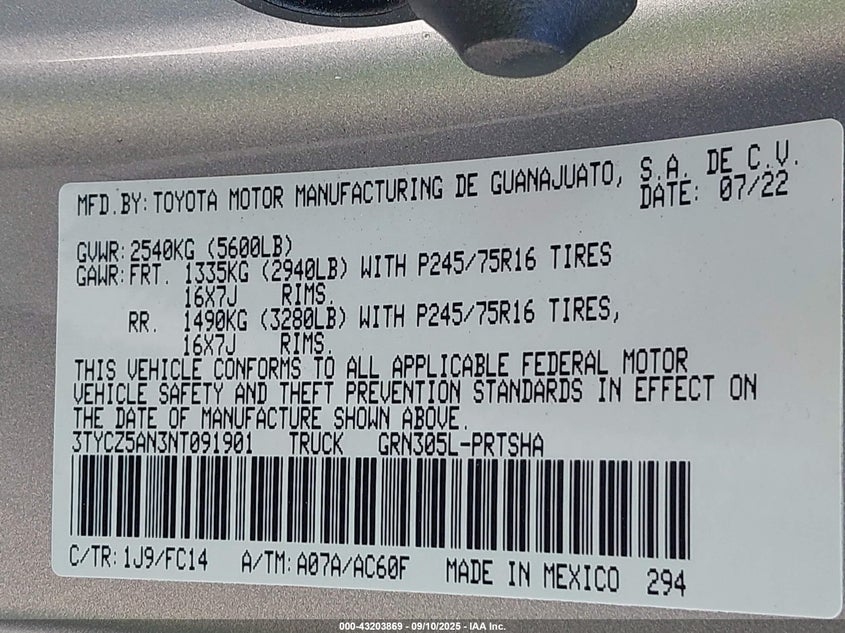 MFD.BY:TOYOTA MOTOR MANUFACTURING DE GUANAJUATO, S.A. DE C.V.
DATE: 07/22
GVWR:2540KG (5600LB)
GAWR:FRT. 1335KG (2940LB) WITH P245/75R16 TIRES
16X7J RIMS.
RR. 1490KG (3280LB) WITH P245/75R16 TIRES,
16X7J RIMS.
THIS VEHICLE CONFORMS TO ALL APPLICABLE FEDERAL MOTOR
VEHICLE SAFETY AND THEFT PREVENTION STANDARDS IN EFFECT ON
THE DATE OF MANUFACTURE SHOWN ABOVE.
3TYCZ5AN3NT091901 TRUCK GRN305L-PRTSHA
C/TR:1J9/FC14 A/TM:A07A/AC60F MADE IN MEXICO 294
000-43203869 - 09/10/2025 - IAA Inc.